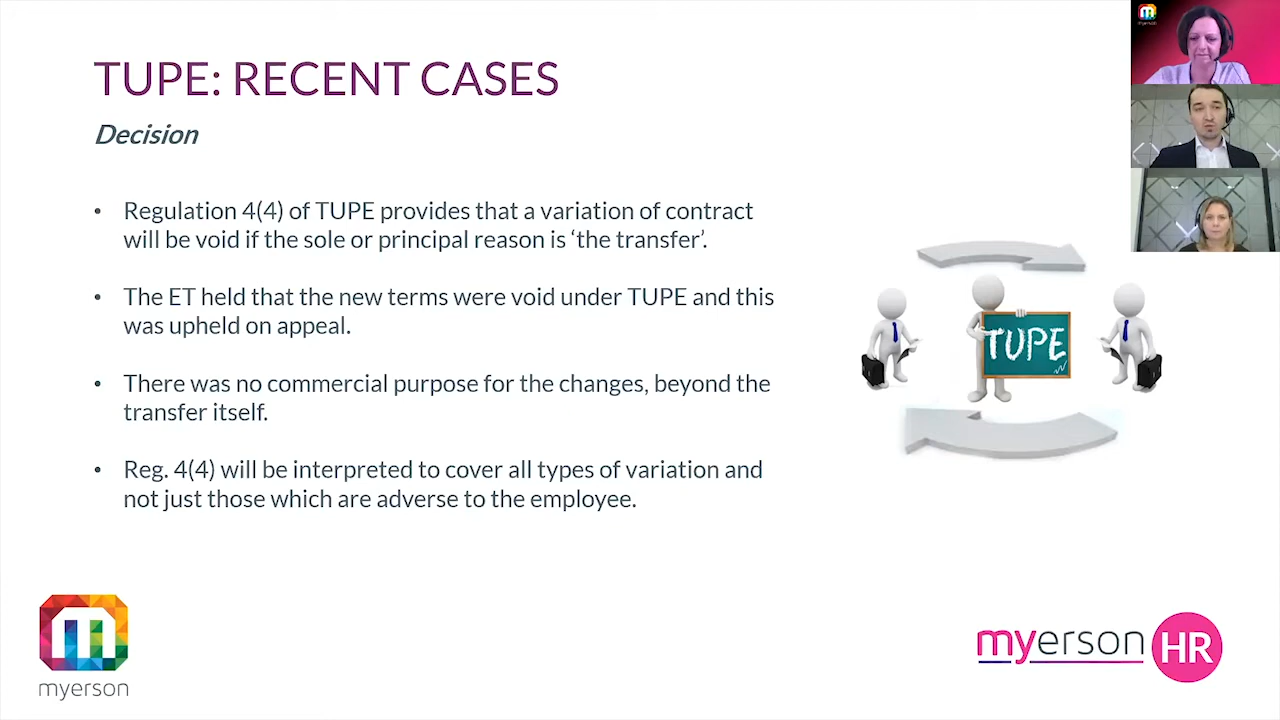 TUPE: RECENT CASES
Decision
• Regulation 4(4) of TUPE provides that a variation of contract
will be void if the sole or principal reason is ‘the transfer’.
• The ET held that the new terms were void under TUPE and this
was upheld on appeal.
• There was no commercial purpose for the changes, beyond the
transfer itself.
• Reg. 4(4) will be interpreted to cover all types of variation and
not just those which are adverse to the employee.
TUPE
myerson
myerson HR
myerson